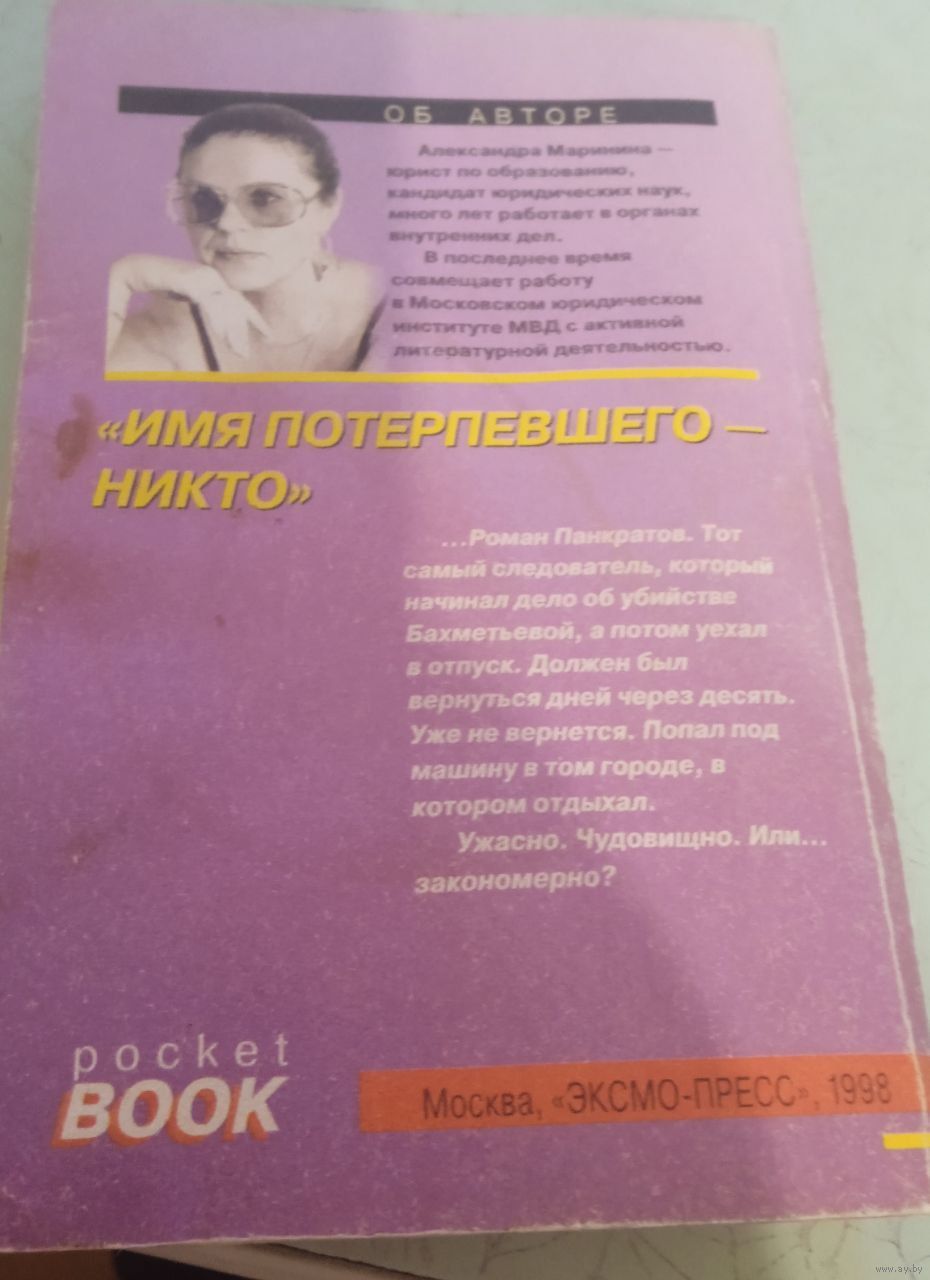 ОБ АВТОРЕ
Александра Маринина —
юрист по образованию,
кандидат юридических наук,
много лет работает в органах
внутренних дел.
В последнее время
совмещает работу
в Московском юридическом
институте МВД с активной
литературной деятельностью.
«ИМЯ ПОТЕРПЕВШЕГО —
НИКТО»
...Роман Панкратов. Тот
самый следователь, который
начинал дело об убийстве
Бахметьевой, а потом уехал
в отпуск. Должен был
вернуться дней через десять.
Уже не вернется. Попал под
машину в том городе, в
котором отдыхал.
Ужасно. Чудовищно. Или...
закономерно?
pocket
BOOK
Москва, «ЭКСМО-ПРЕСС», 1998
www.ay.by